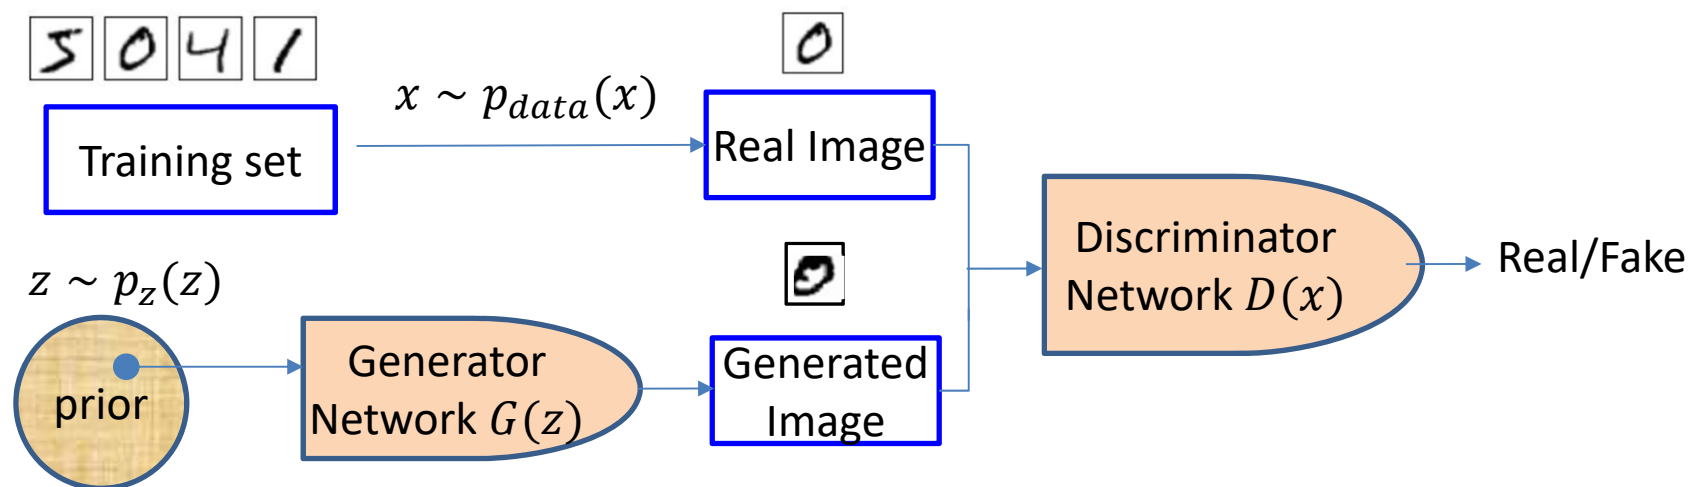 5 0 4 1
0
x ~ p_data(x)
Training set
Real Image
Discriminator
Network D(x)
Real/Fake
z ~ p_z(z)
prior
Generator
Network G(z)
Generated
Image